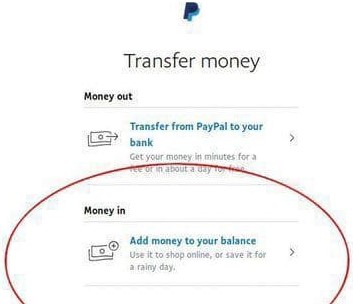 Transfer money
Money out
Transfer from PayPal to your
bank
Get your money in minutes for a
fee or in about a day for free.
Money in
Add money to your balance
Use it to shop online, or save it for
a rainy day.